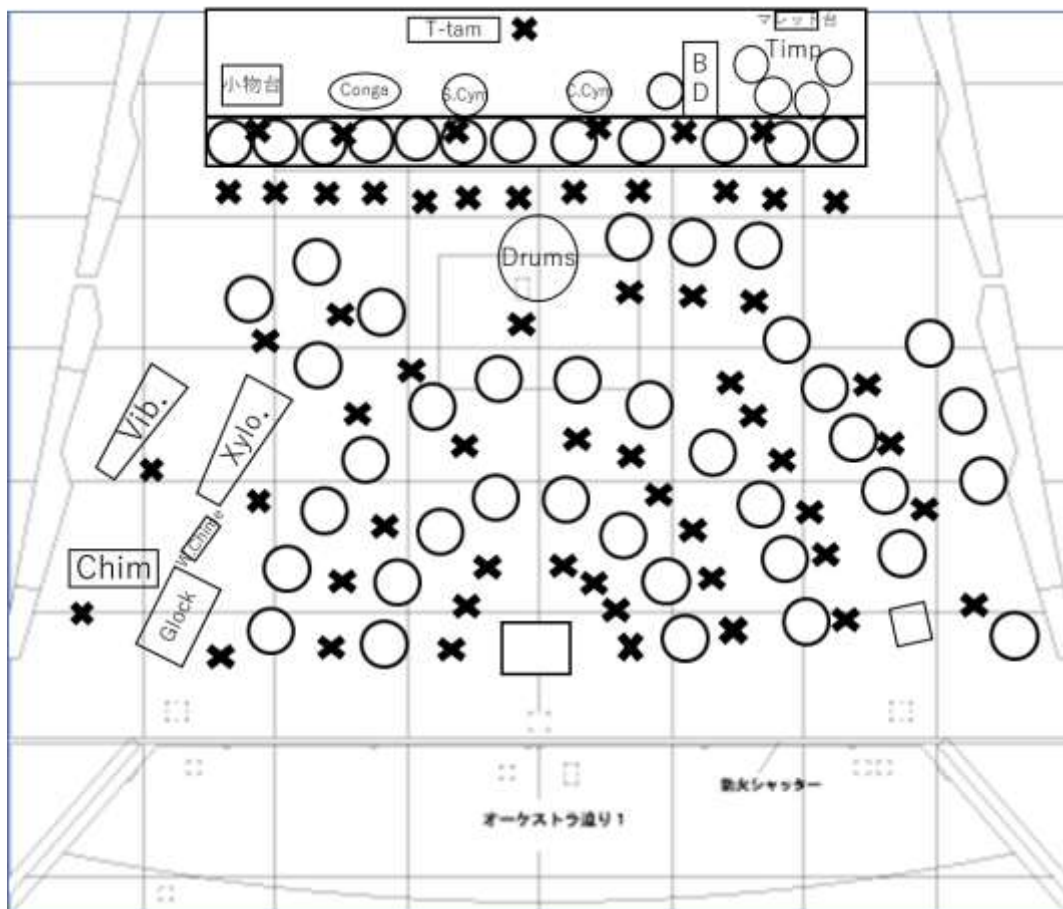 T-tam
マレット台
Timp
小物台
Conga
S.Cym
C.Cym
B
D
Drums
Vib.
Xylo.
W.Chime
Chim
Glock
防火シャッター
オーケストラ迫り1